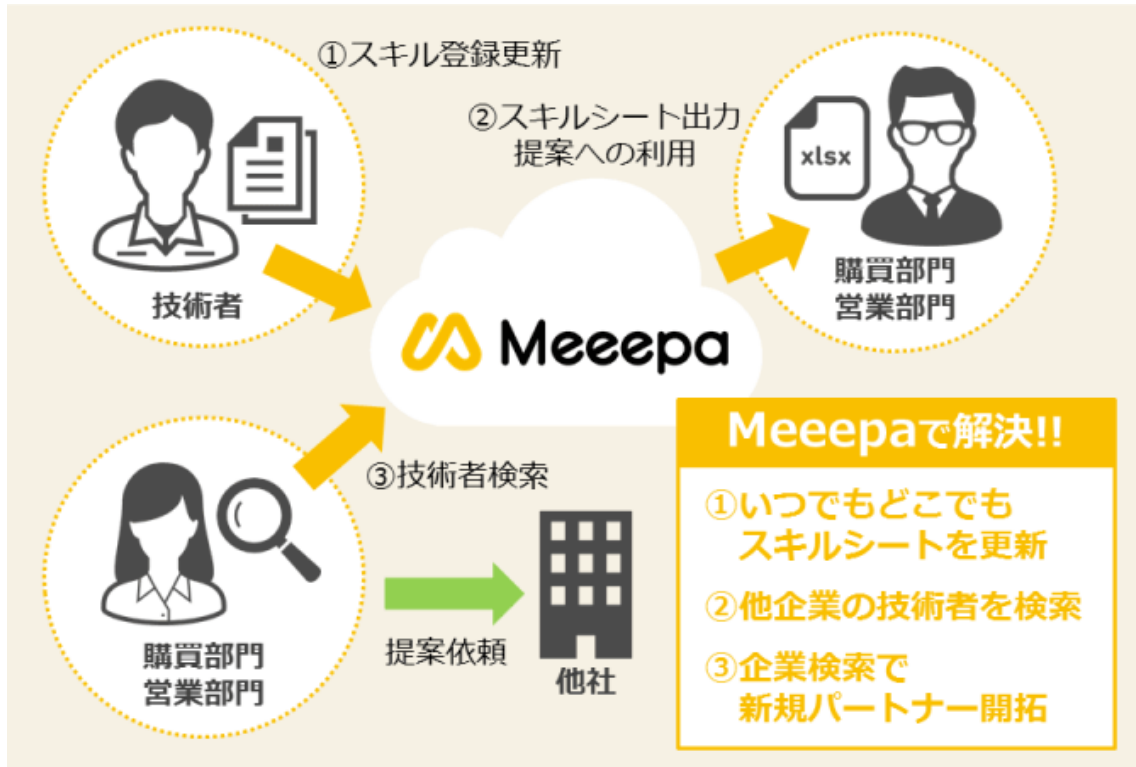 ①スキル登録更新
②スキルシート出力
提案への利用
xlsx
技術者
購買部門
営業部門
Meeepa
③技術者検索
購買部門
営業部門
提案依頼
他社
Meeepaで解決!!
①いつでもどこでも
スキルシートを更新
②他企業の技術者を検索
③企業検索で
新規パートナー開拓